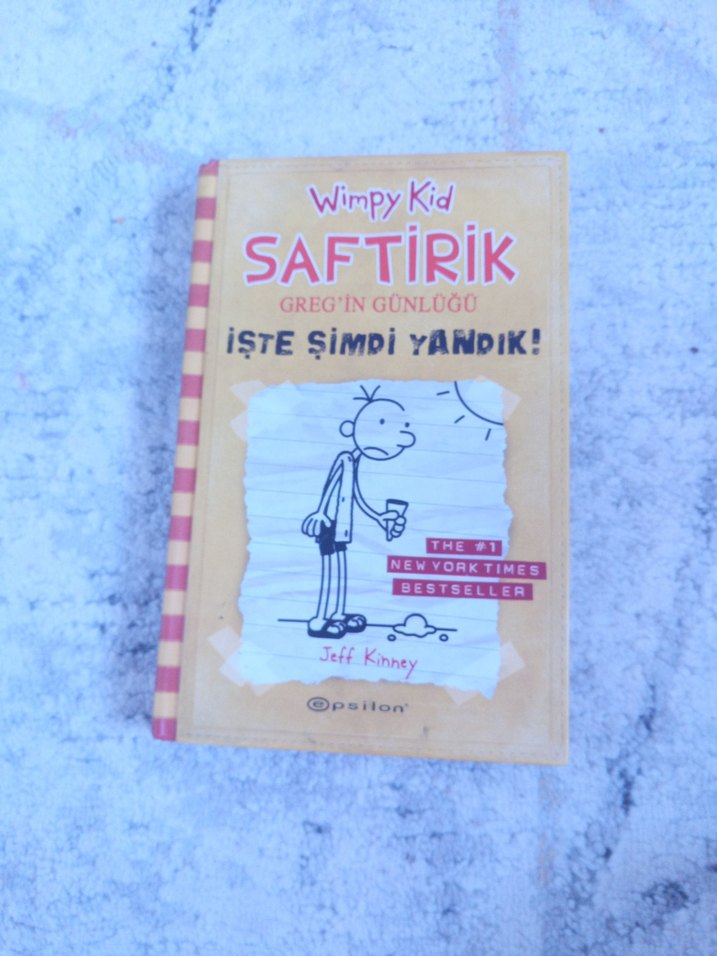 Wimpy Kid
SAFTİRİK
GREG'İN GÜNLÜĞÜ
İŞTE ŞİMDİ YANDIK!
THE #1
NEW YORK TIMES
BESTSELLER
Jeff Kinney
epsilon